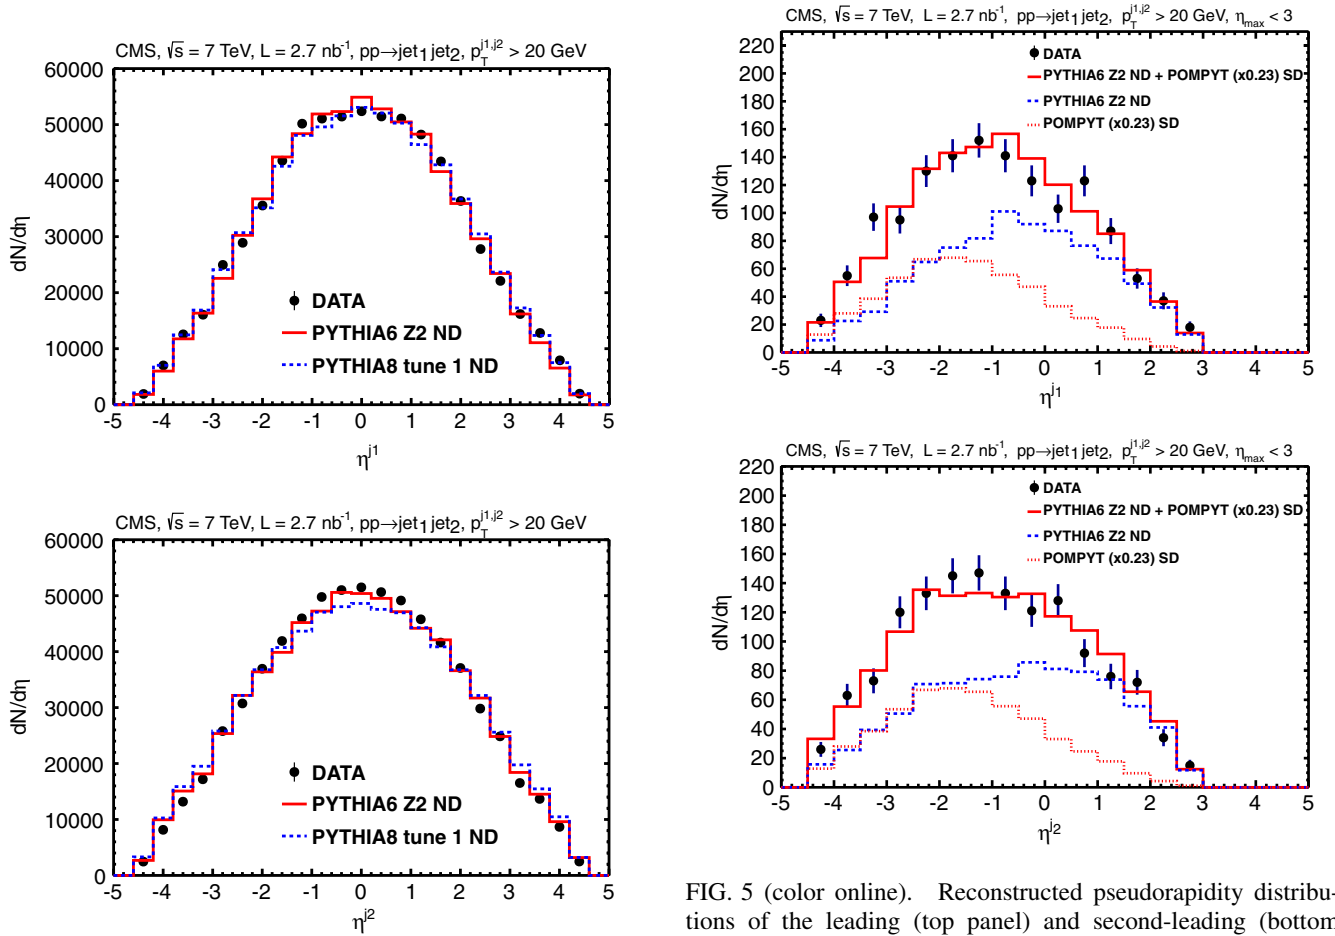 CMS, √s = 7 TeV, L = 2.7 nb⁻¹, pp→jet₁jet₂, p_T^{j1,j2} > 20 GeV
60000
50000
40000
30000
20000
10000
0
dN/dη
DATA
PYTHIA6 Z2 ND
PYTHIA8 tune 1 ND
-5 -4 -3 -2 -1 0 1 2 3 4 5
η^{j1}
CMS, √s = 7 TeV, L = 2.7 nb⁻¹, pp→jet₁jet₂, p_T^{j1,j2} > 20 GeV
60000
50000
40000
30000
20000
10000
0
dN/dη
DATA
PYTHIA6 Z2 ND
PYTHIA8 tune 1 ND
-5 -4 -3 -2 -1 0 1 2 3 4 5
η^{j2}
CMS, √s = 7 TeV, L = 2.7 nb⁻¹, pp→jet₁jet₂, p_T^{j1,j2} > 20 GeV, η_max < 3
220
200
180
160
140
120
100
80
60
40
20
0
dN/dη
DATA
PYTHIA6 Z2 ND + POMPYT (x0.23) SD
PYTHIA6 Z2 ND
POMPYT (x0.23) SD
-5 -4 -3 -2 -1 0 1 2 3 4 5
η^{j1}
CMS, √s = 7 TeV, L = 2.7 nb⁻¹, pp→jet₁jet₂, p_T^{j1,j2} > 20 GeV, η_max < 3
220
200
180
160
140
120
100
80
60
40
20
0
dN/dη
DATA
PYTHIA6 Z2 ND + POMPYT (x0.23) SD
PYTHIA6 Z2 ND
POMPYT (x0.23) SD
-5 -4 -3 -2 -1 0 1 2 3 4 5
η^{j2}
FIG. 5 (color online). Reconstructed pseudorapidity distribu-
tions of the leading (top panel) and second-leading (bottom